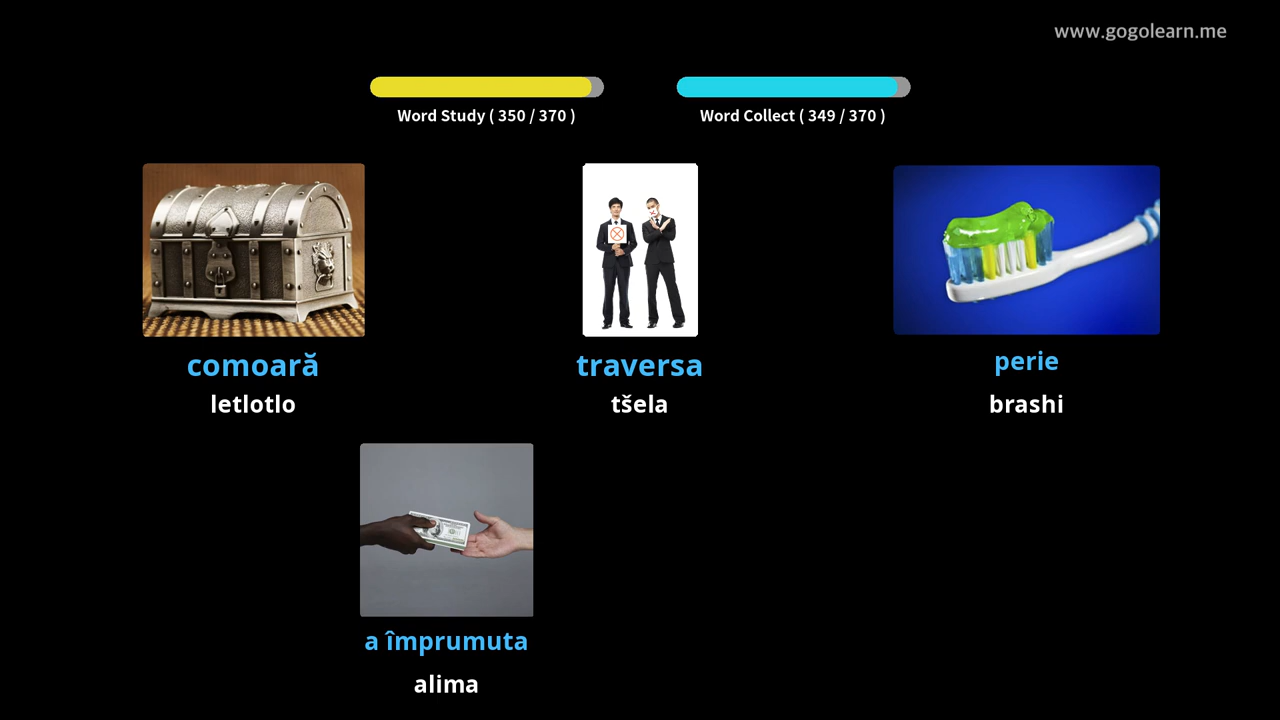 www.gogolearn.me
Word Study ( 350 / 370 )
Word Collect ( 349 / 370 )
comoară
traversa
perie
letlotlo
tšela
brashi
a împrumuta
alima